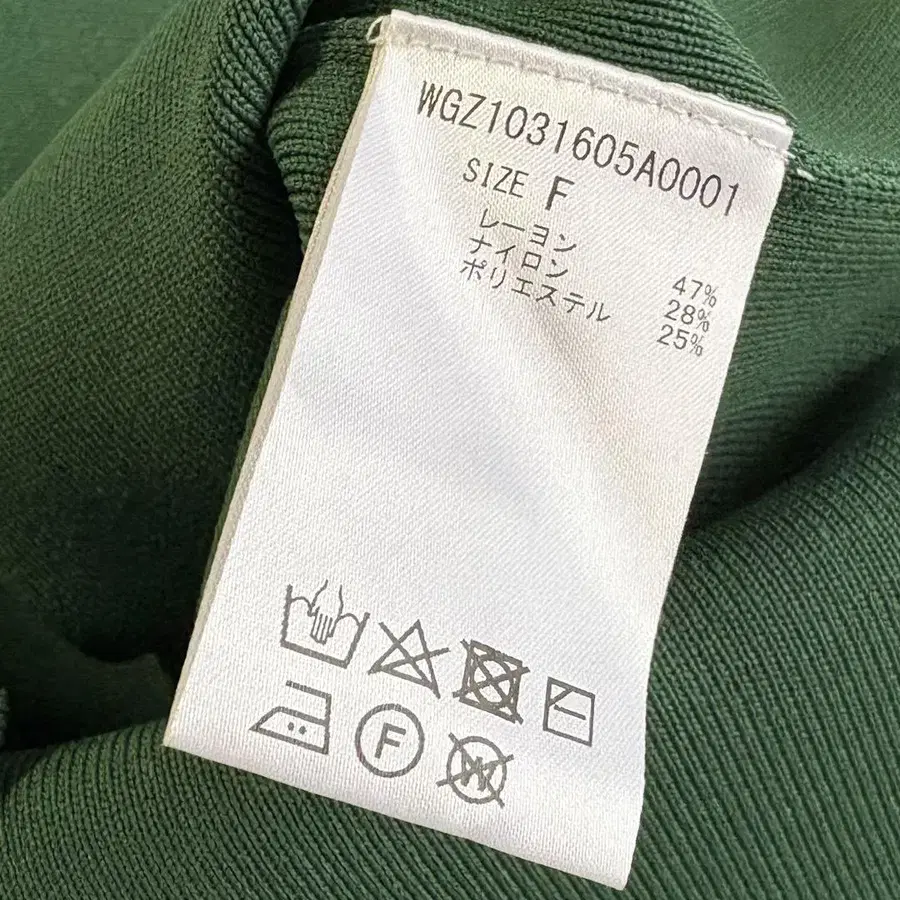 WGZ1031605A0001
SIZE F
レーヨン 47%
ナイロン 28%
ポリエステル 25%
F
W